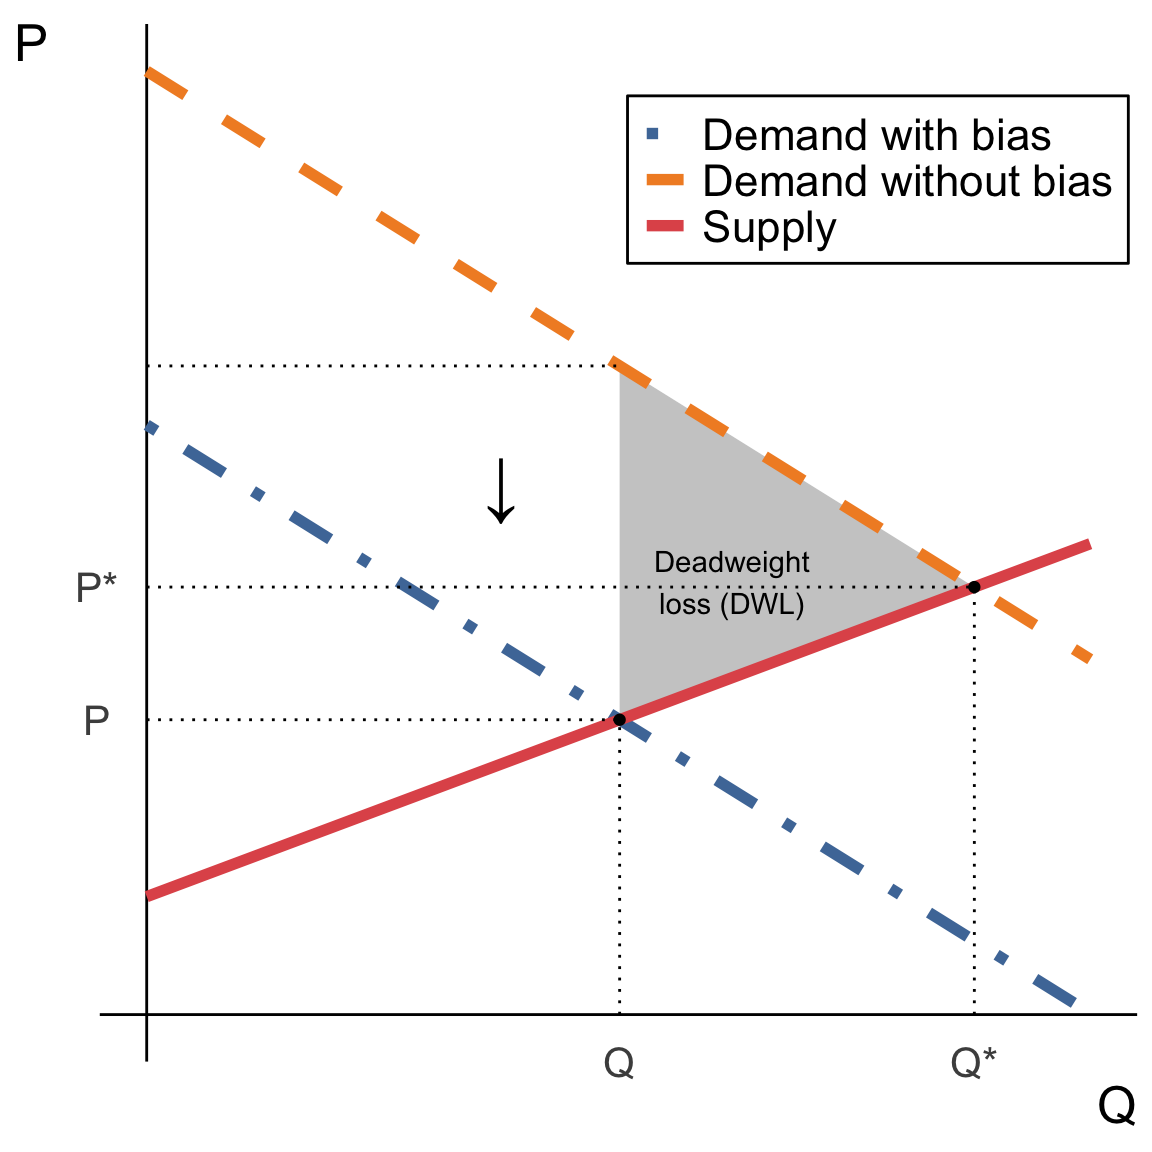 P
Demand with bias
Demand without bias
Supply
Deadweight
loss (DWL)
P*
P
Q
Q*
Q